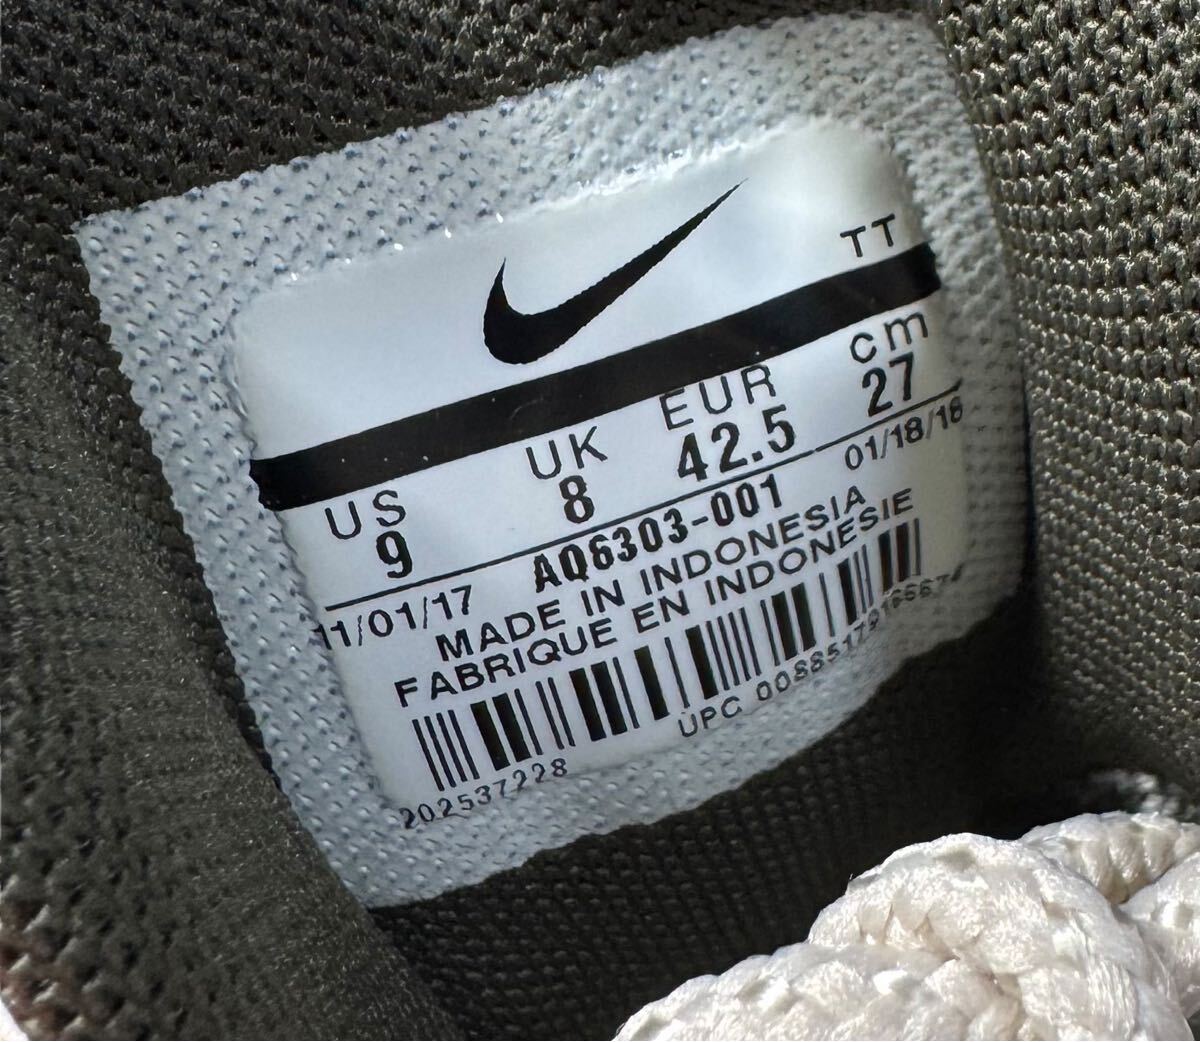 TT
US UK EUR cm
9 8 42.5 27
11/01/17 AQ6303-001 01/18/18
MADE IN INDONESIA
FABRIQUE EN INDONESIE
202537228 UPC